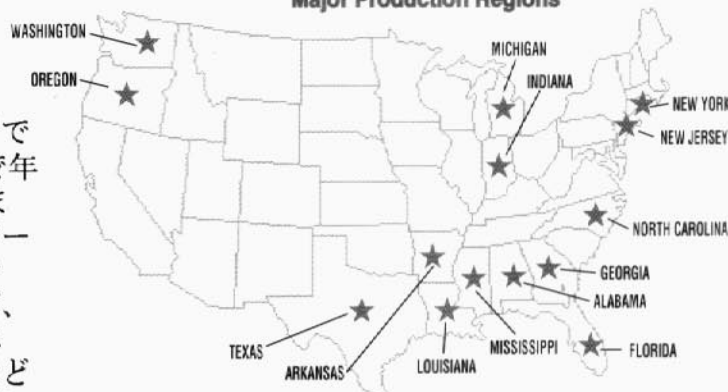 Major Production Regions
WASHINGTON
OREGON
MICHIGAN
INDIANA
NEW YORK
NEW JERSEY
NORTH CAROLINA
GEORGIA
ALABAMA
MISSISSIPPI
FLORIDA
TEXAS
ARKANSAS
LOUISIANA
で
年
ー
、
ど